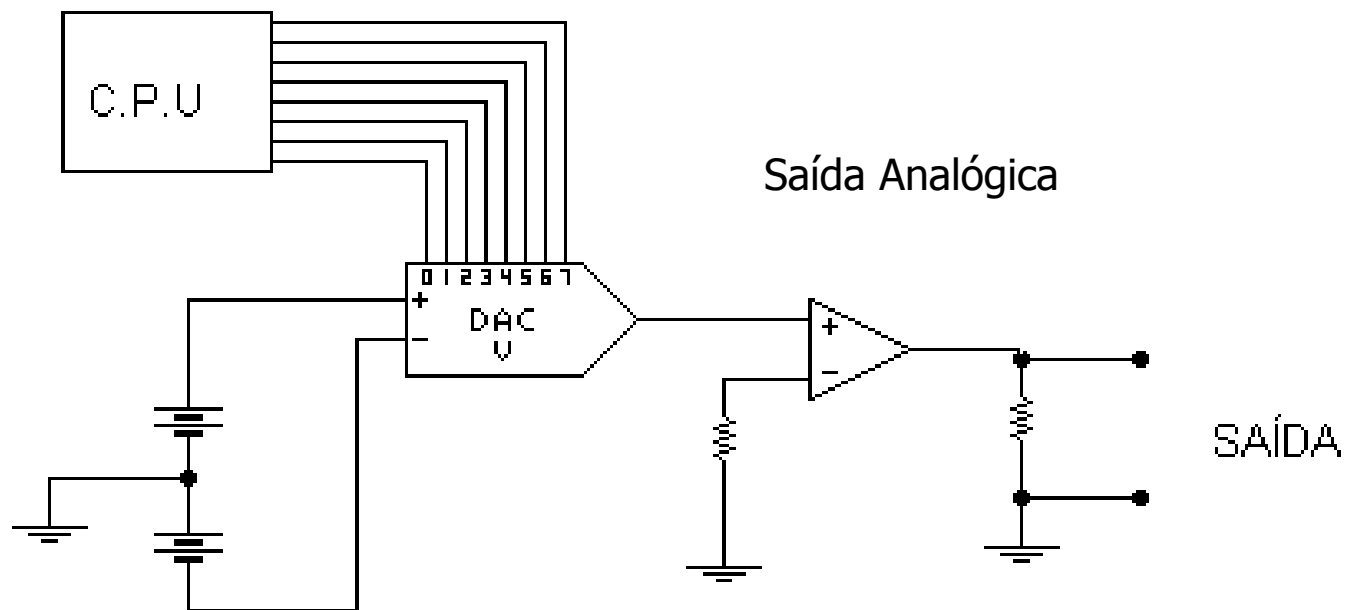 C.P.U
Saída Analógica
0 1 2 3 4 5 6 7
+
DAC
-
V
+
-
SAÍDA